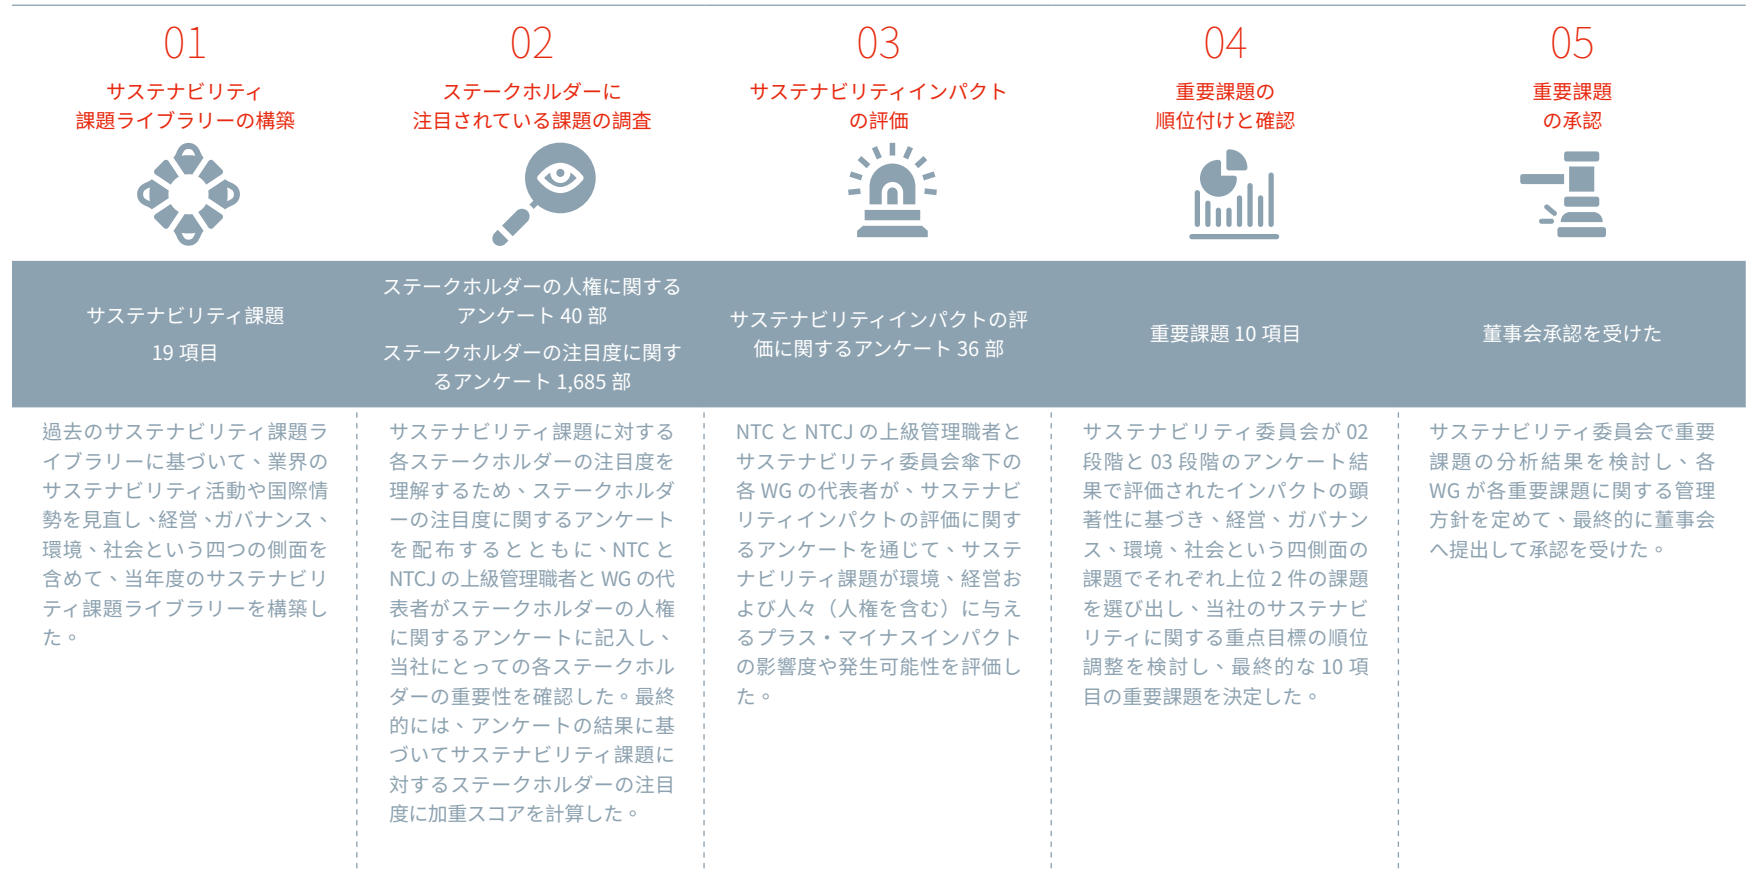 01
サステナビリティ
課題ライブラリーの構築
サステナビリティ課題
19 項目
過去のサステナビリティ課題ラ
イブラリーに基づいて、業界の
サステナビリティ活動や国際情
勢を見直し、経営、ガバナンス、
環境、社会という四つの側面を
含めて、当年度のサステナビリ
ティ課題ライブラリーを構築し
た。
02
ステークホルダーに
注目されている課題の調査
ステークホルダーの人権に関する
アンケート 40 部
ステークホルダーの注目度に関す
るアンケート 1,685 部
サステナビリティ課題に対する
各ステークホルダーの注目度を
理解するため、ステークホルダ
ーの注目度に関するアンケート
を配布するとともに、NTC と
NTCJ の上級管理職者と WG の代
表者がステークホルダーの人権
に関するアンケートに記入し、
当社にとっての各ステークホル
ダーの重要性を確認した。最終
的には、アンケートの結果に基
づいてサステナビリティ課題に
対するステークホルダーの注目
度に加重スコアを計算した。
03
サステナビリティインパクト
の評価
サステナビリティインパクトの評
価に関するアンケート 36 部
NTC と NTCJ の上級管理職者と
サステナビリティ委員会傘下の
各 WG の代表者が、サステナビ
リティインパクトの評価に関す
るアンケートを通じて、サステ
ナビリティ課題が環境、経営お
よび人々（人権を含む）に与え
るプラス・マイナスインパクト
の影響度や発生可能性を評価し
た。
04
重要課題の
順位付けと確認
重要課題 10 項目
サステナビリティ委員会が 02
段階と 03 段階のアンケート結
果で評価されたインパクトの顕
著性に基づき、経営、ガバナン
ス、環境、社会という四側面の
課題でそれぞれ上位 2 件の課題
を選び出し、当社のサステナビ
リティに関する重点目標の順位
調整を検討し、最終的な 10 項
目の重要課題を決定した。
05
重要課題
の承認
董事会承認を受けた
サステナビリティ委員会で重要
課題の分析結果を検討し、各
WG が各重要課題に関する管理
方針を定めて、最終的に董事会
へ提出して承認を受けた。